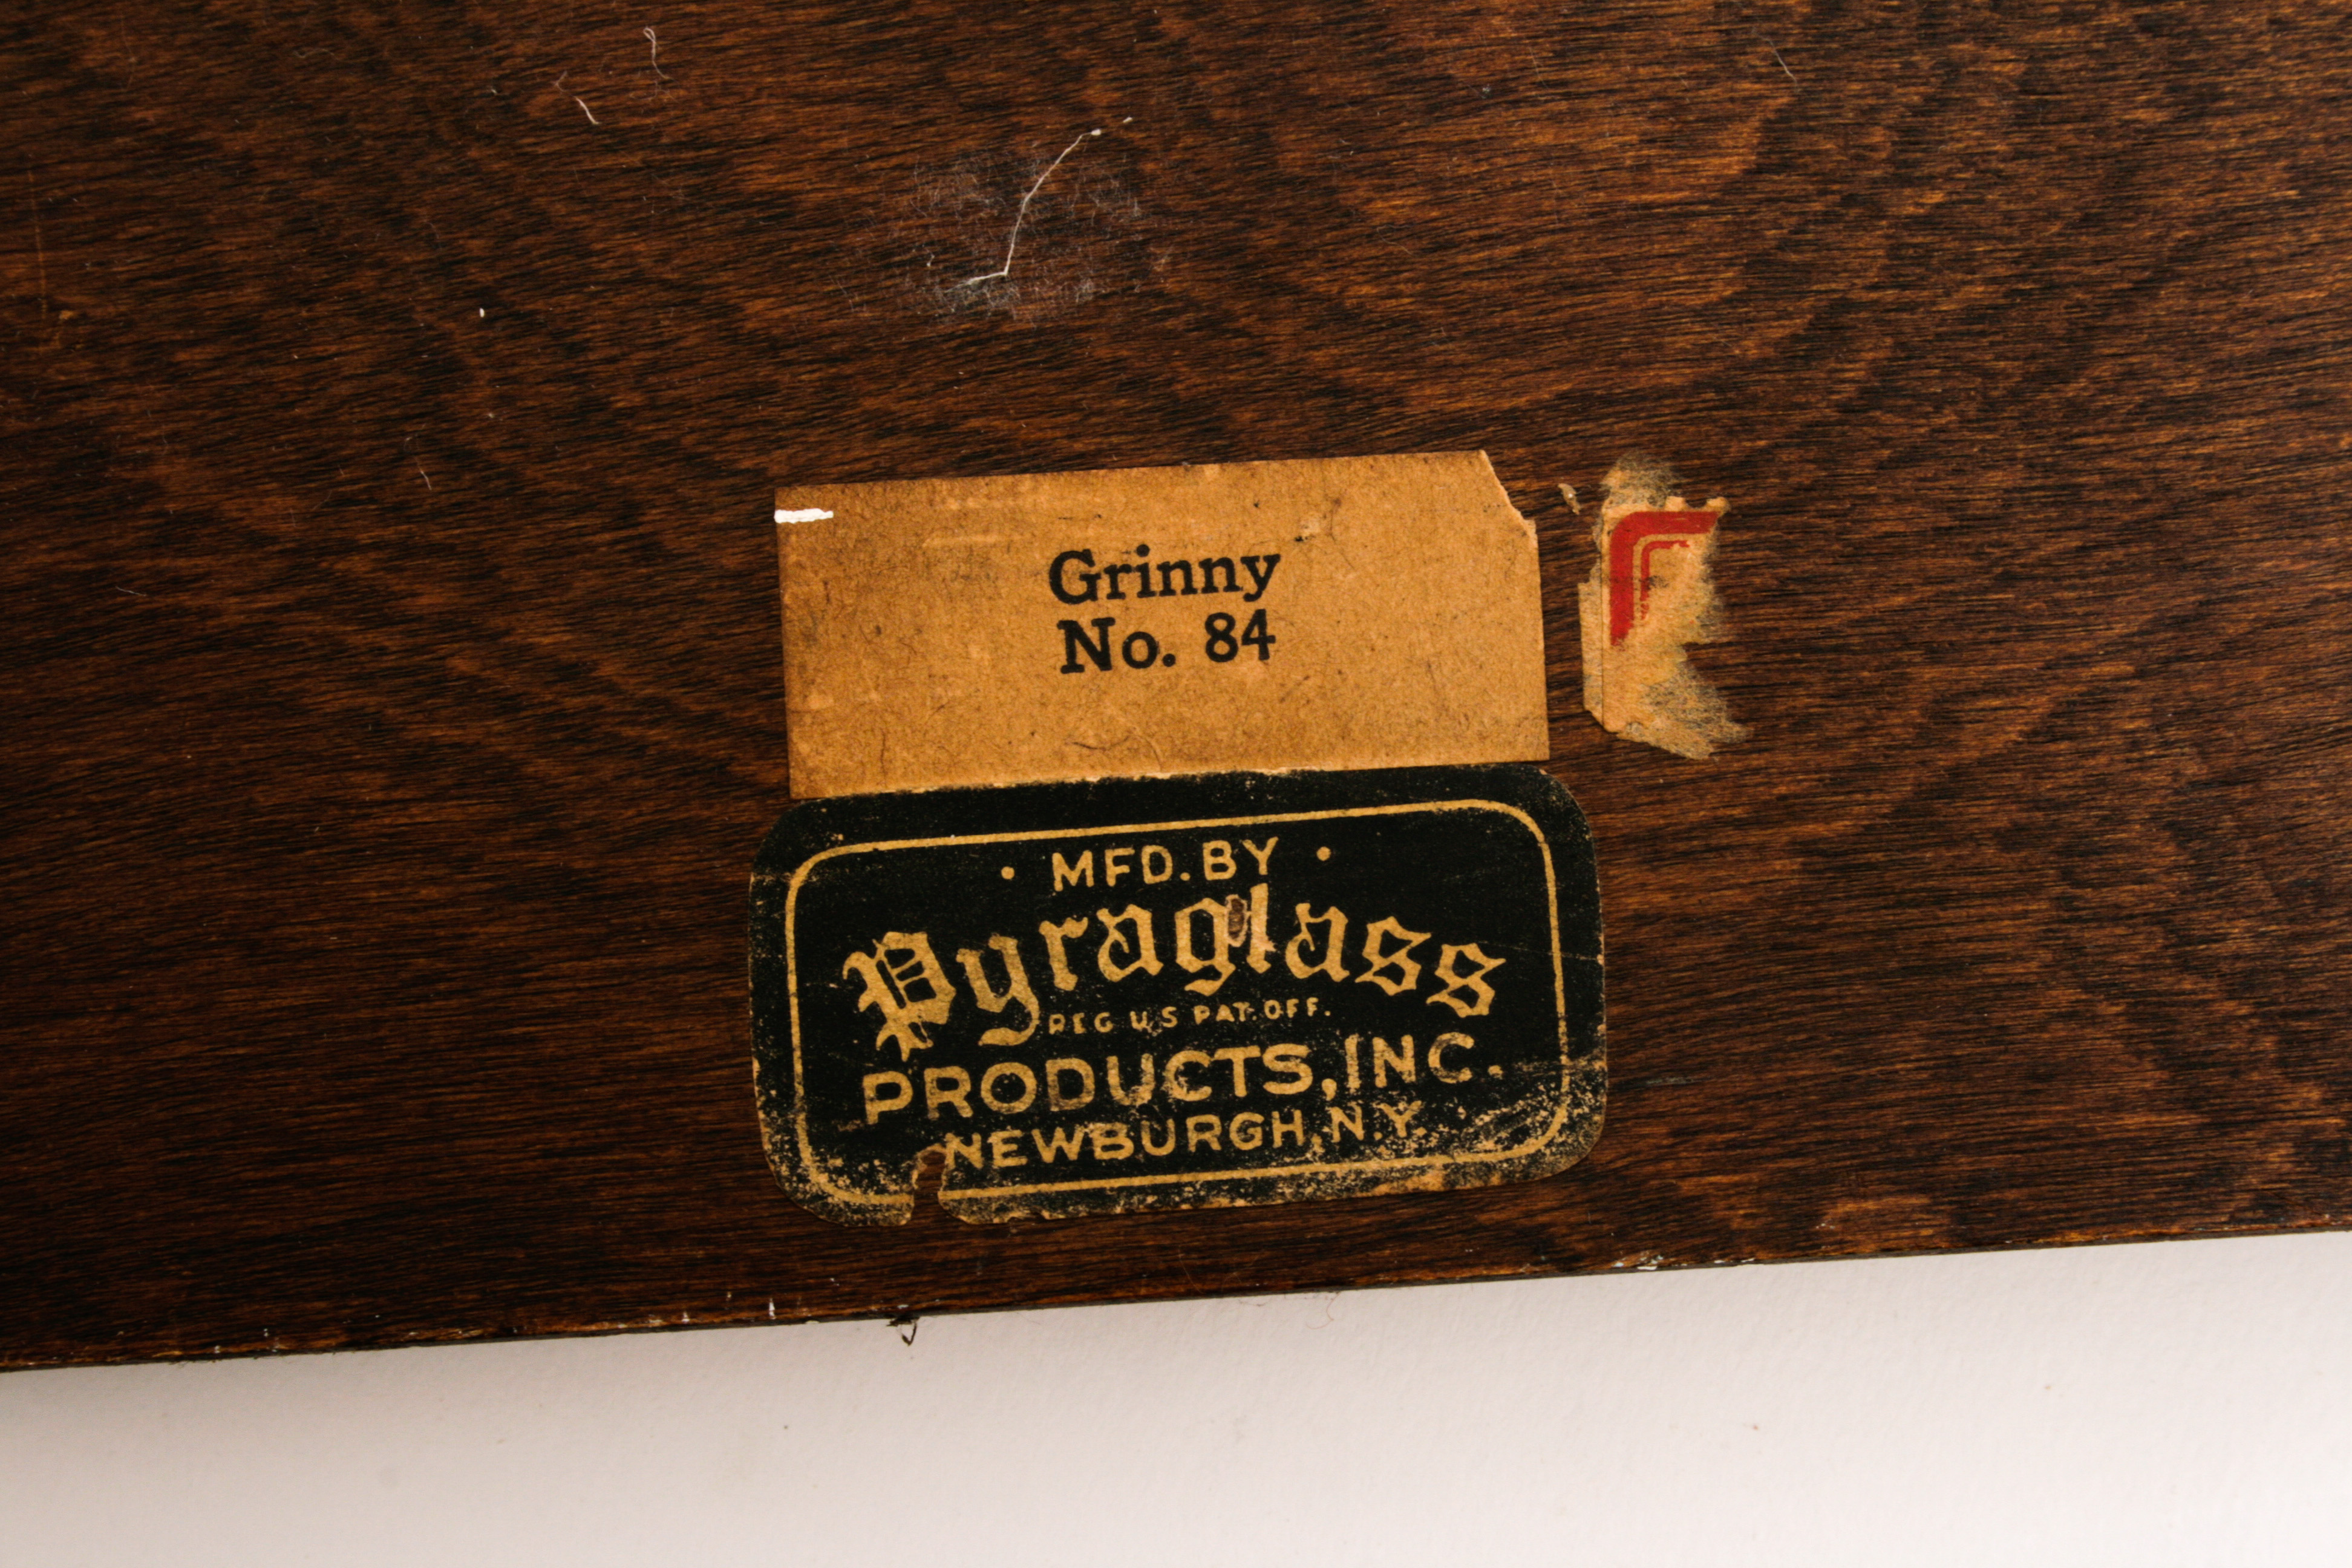 Grinny
No. 84
· MFD. BY ·
Pyraglass
REG U S PAT. OFF.
PRODUCTS, INC.
NEWBURGH, N.Y.